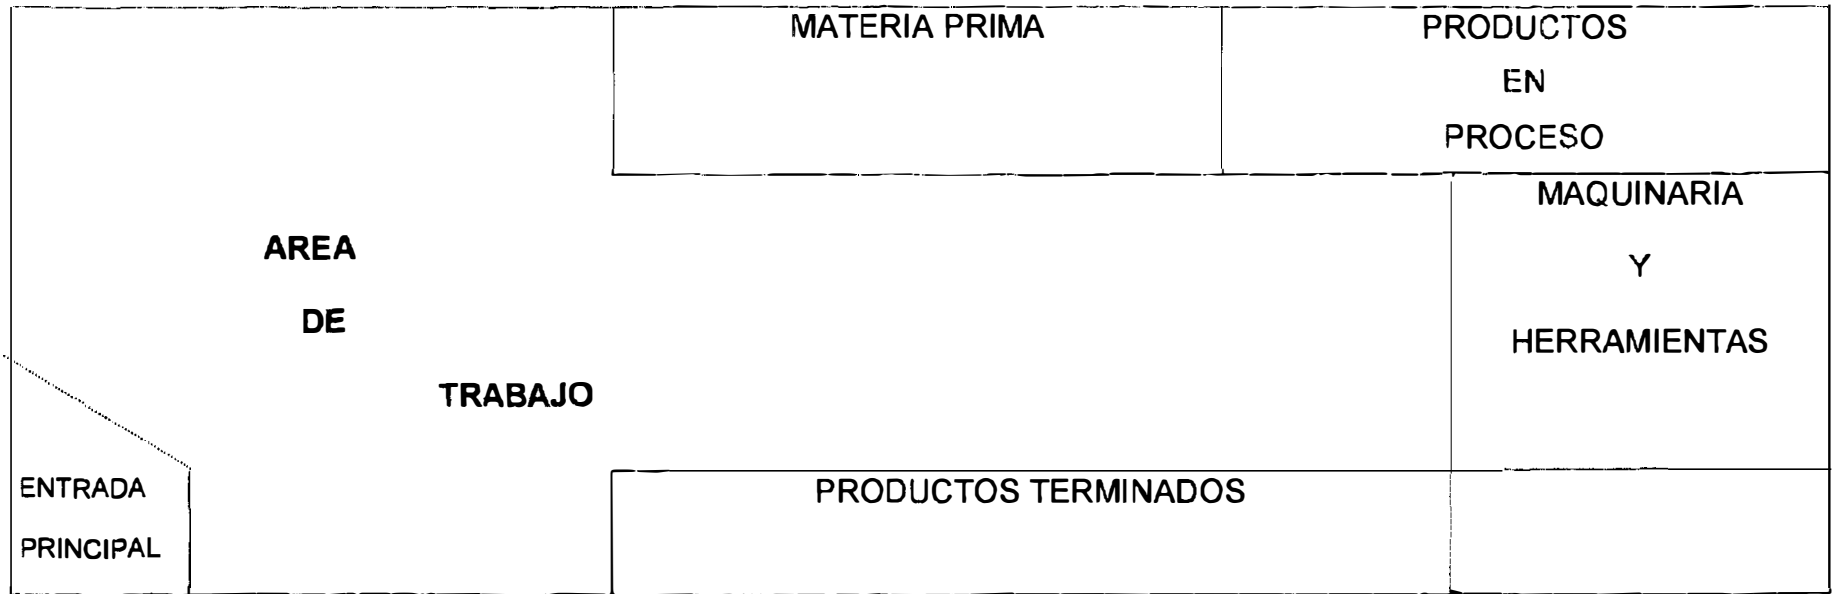 MATERIA PRIMA
PRODUCTOS
EN
PROCESO
MAQUINARIA
Y
HERRAMIENTAS
AREA
DE
TRABAJO
ENTRADA
PRINCIPAL
PRODUCTOS TERMINADOS